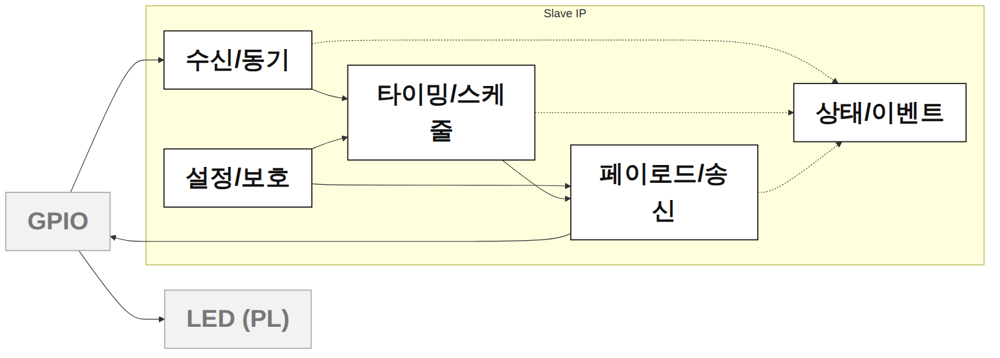 Slave IP
수신/동기
타이밍/스케
줄
상태/이벤트
설정/보호
페이로드/송
신
GPIO
LED (PL)